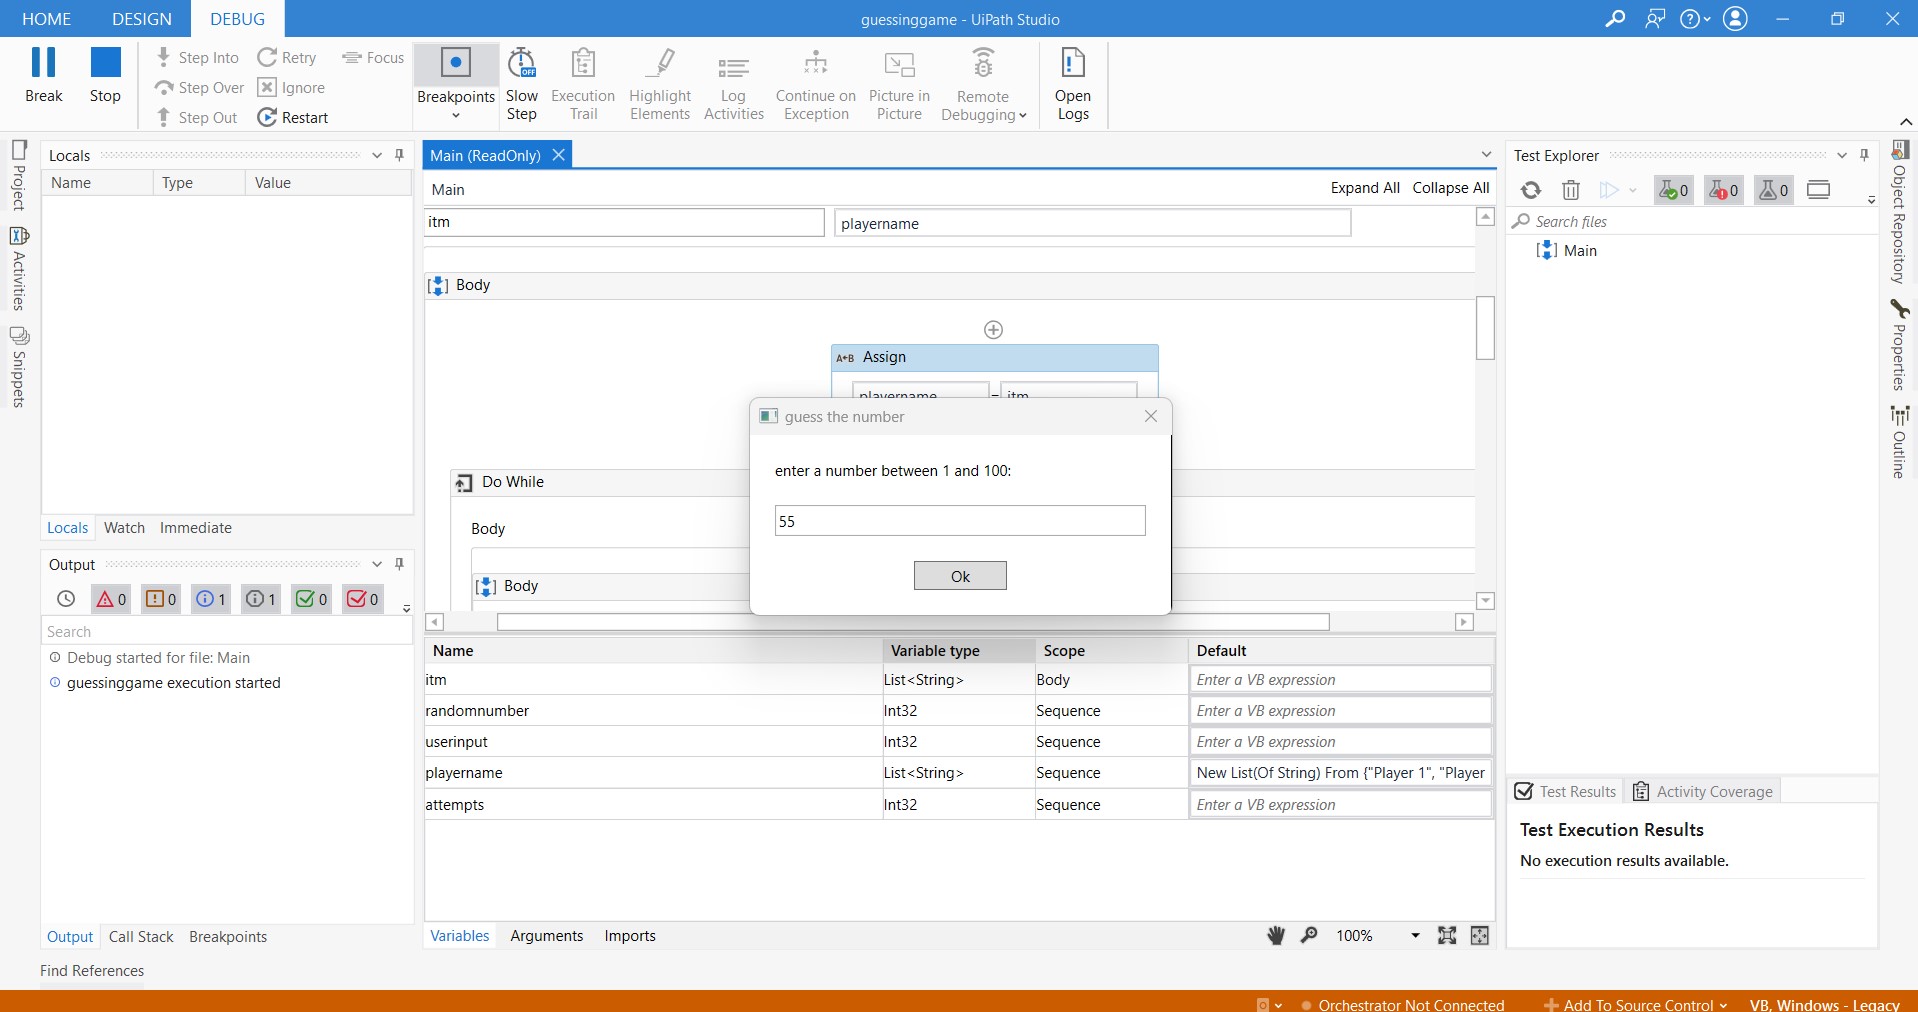 HOME DESIGN DEBUG guessinggame - UiPath Studio
Break Stop
Step Into Retry Focus
Step Over Ignore
Step Out Restart
Breakpoints
Slow Step
Execution Trail
Highlight Elements
Log Activities
Continue on Exception
Picture in Picture
Remote Debugging
Open Logs
Project
Activities
Snippets
Locals
Name Type Value
Locals Watch Immediate
Output
0 0 1 1 0 0
Search
Debug started for file: Main
guessinggame execution started
Output Call Stack Breakpoints
Find References
Main (ReadOnly)
Main Expand All Collapse All
itm playername
Body
A+B Assign
playername = itm
Do While
Body
Body
guess the number
enter a number between 1 and 100:
55
Ok
Name Variable type Scope Default
itm List<String> Body Enter a VB expression
randomnumber Int32 Sequence Enter a VB expression
userinput Int32 Sequence Enter a VB expression
playername List<String> Sequence New List(Of String) From {"Player 1", "Player
attempts Int32 Sequence Enter a VB expression
Variables Arguments Imports 100%
Test Explorer
0 0 0
Search files
Main
Test Results Activity Coverage
Test Execution Results
No execution results available.
Object Repository
Properties
Outline
Orchestrator Not Connected Add To Source Control VB, Windows - Legacy